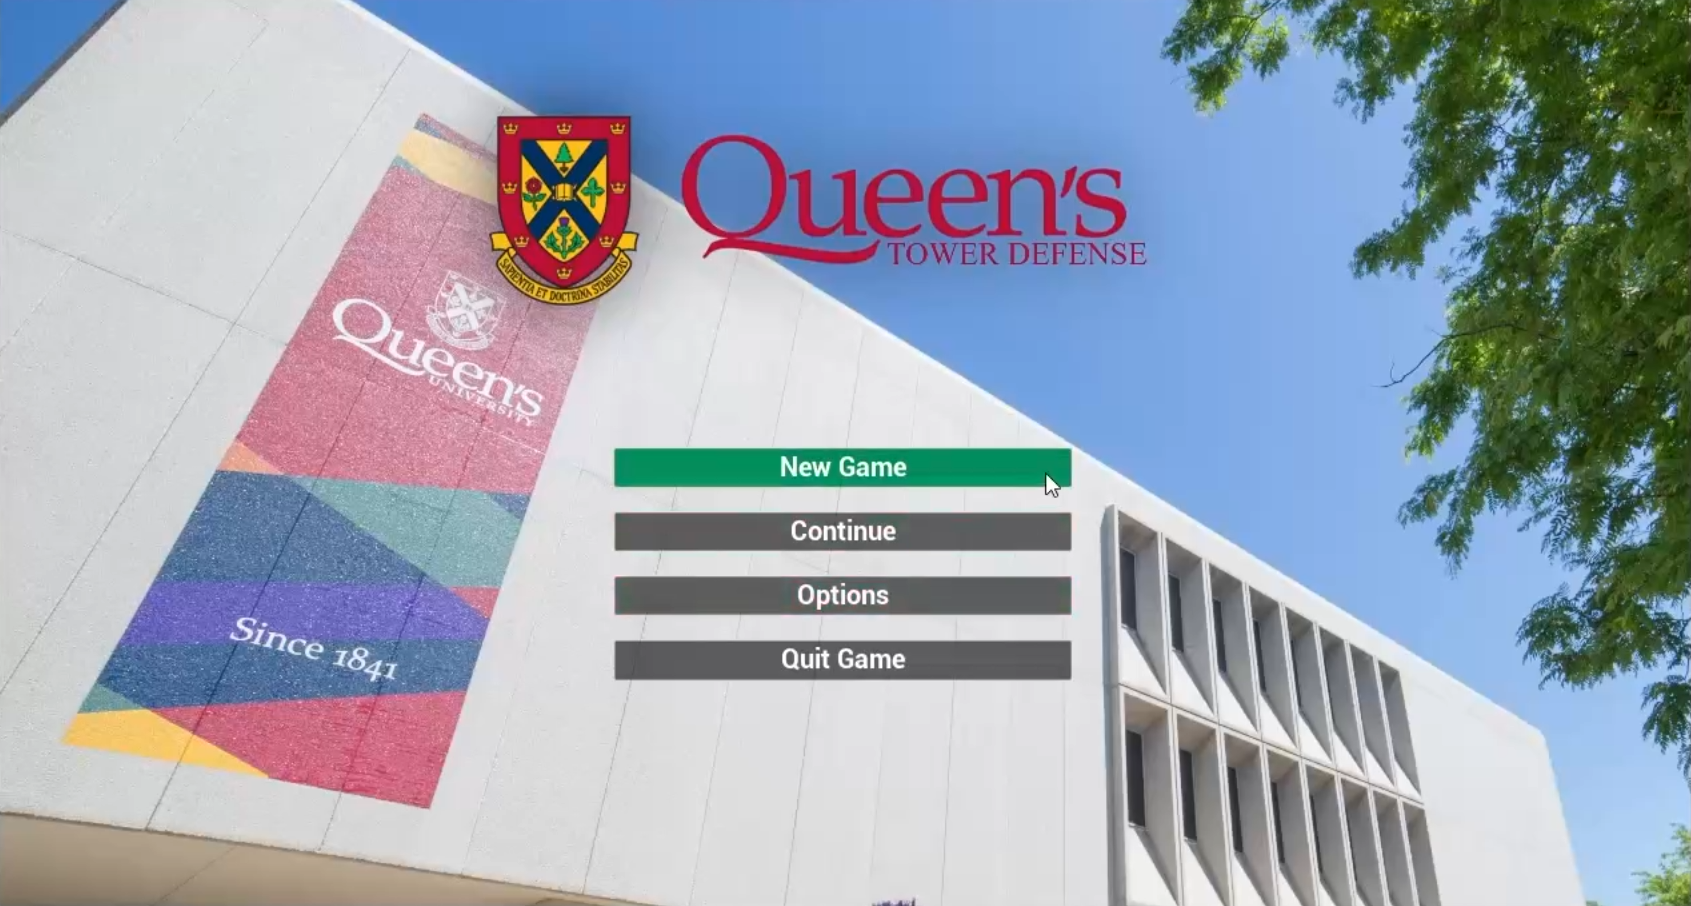 Queen's
TOWER DEFENSE
SAPIENTIA ET DOCTRINA STABILITAS
Queen's
UNIVERSITY
New Game
Continue
Options
Since 1841
Quit Game